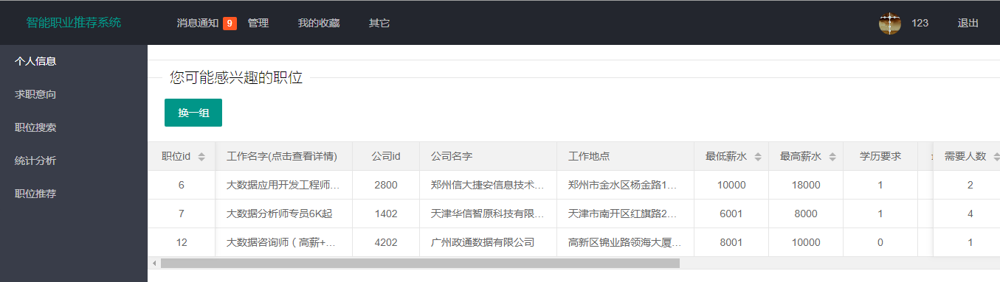 智能职业推荐系统 消息通知 9 管理 我的收藏 其它 123 退出
个人信息
求职意向
职位搜索
统计分析
职位推荐
您可能感兴趣的职位
换一组
职位id 工作名字(点击查看详情) 公司id 公司名字 工作地点 最低薪水 最高薪水 学历要求 需要人数
6 大数据应用开发工程师... 2800 郑州信大捷安信息技术... 郑州市金水区杨金路1... 10000 18000 1 2
7 大数据分析师专员6K起 1402 天津华信智原科技有限... 天津市南开区红旗路2... 6001 8000 1 4
12 大数据咨询师（高薪+... 4202 广州政通数据有限公司 高新区锦业路领海大厦... 8001 10000 0 1